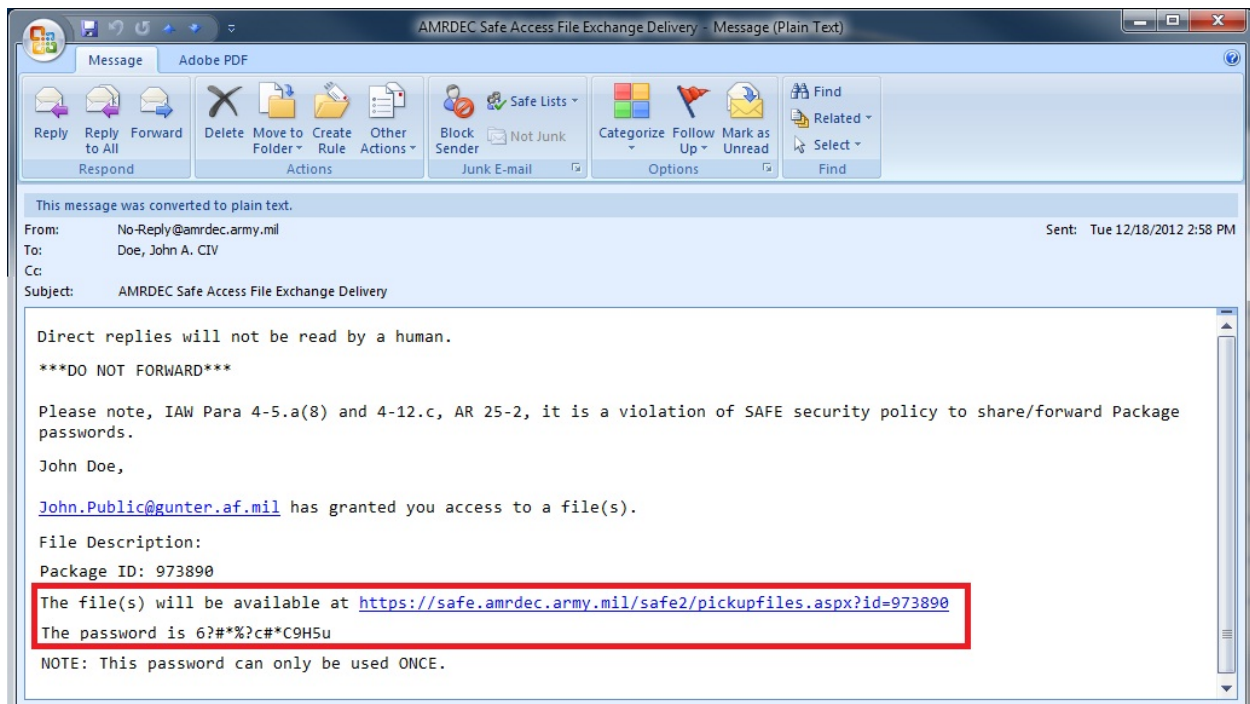 AMRDEC Safe Access File Exchange Delivery - Message (Plain Text)
Message Adobe PDF
Reply Reply to All Forward
Respond
Delete Move to Folder Create Rule Other Actions
Actions
Block Sender Safe Lists Not Junk
Junk E-mail
Categorize Follow Up Mark as Unread
Options
Find Related Select
Find
This message was converted to plain text.
From: No-Reply@amrdec.army.mil Sent: Tue 12/18/2012 2:58 PM
To: Doe, John A. CIV
Cc:
Subject: AMRDEC Safe Access File Exchange Delivery
Direct replies will not be read by a human.
***DO NOT FORWARD***
Please note, IAW Para 4-5.a(8) and 4-12.c, AR 25-2, it is a violation of SAFE security policy to share/forward Package
passwords.
John Doe,
John.Public@gunter.af.mil has granted you access to a file(s).
File Description:
Package ID: 973890
The file(s) will be available at https://safe.amrdec.army.mil/safe2/pickupfiles.aspx?id=973890
The password is 6?#*%?c#*C9H5u
NOTE: This password can only be used ONCE.